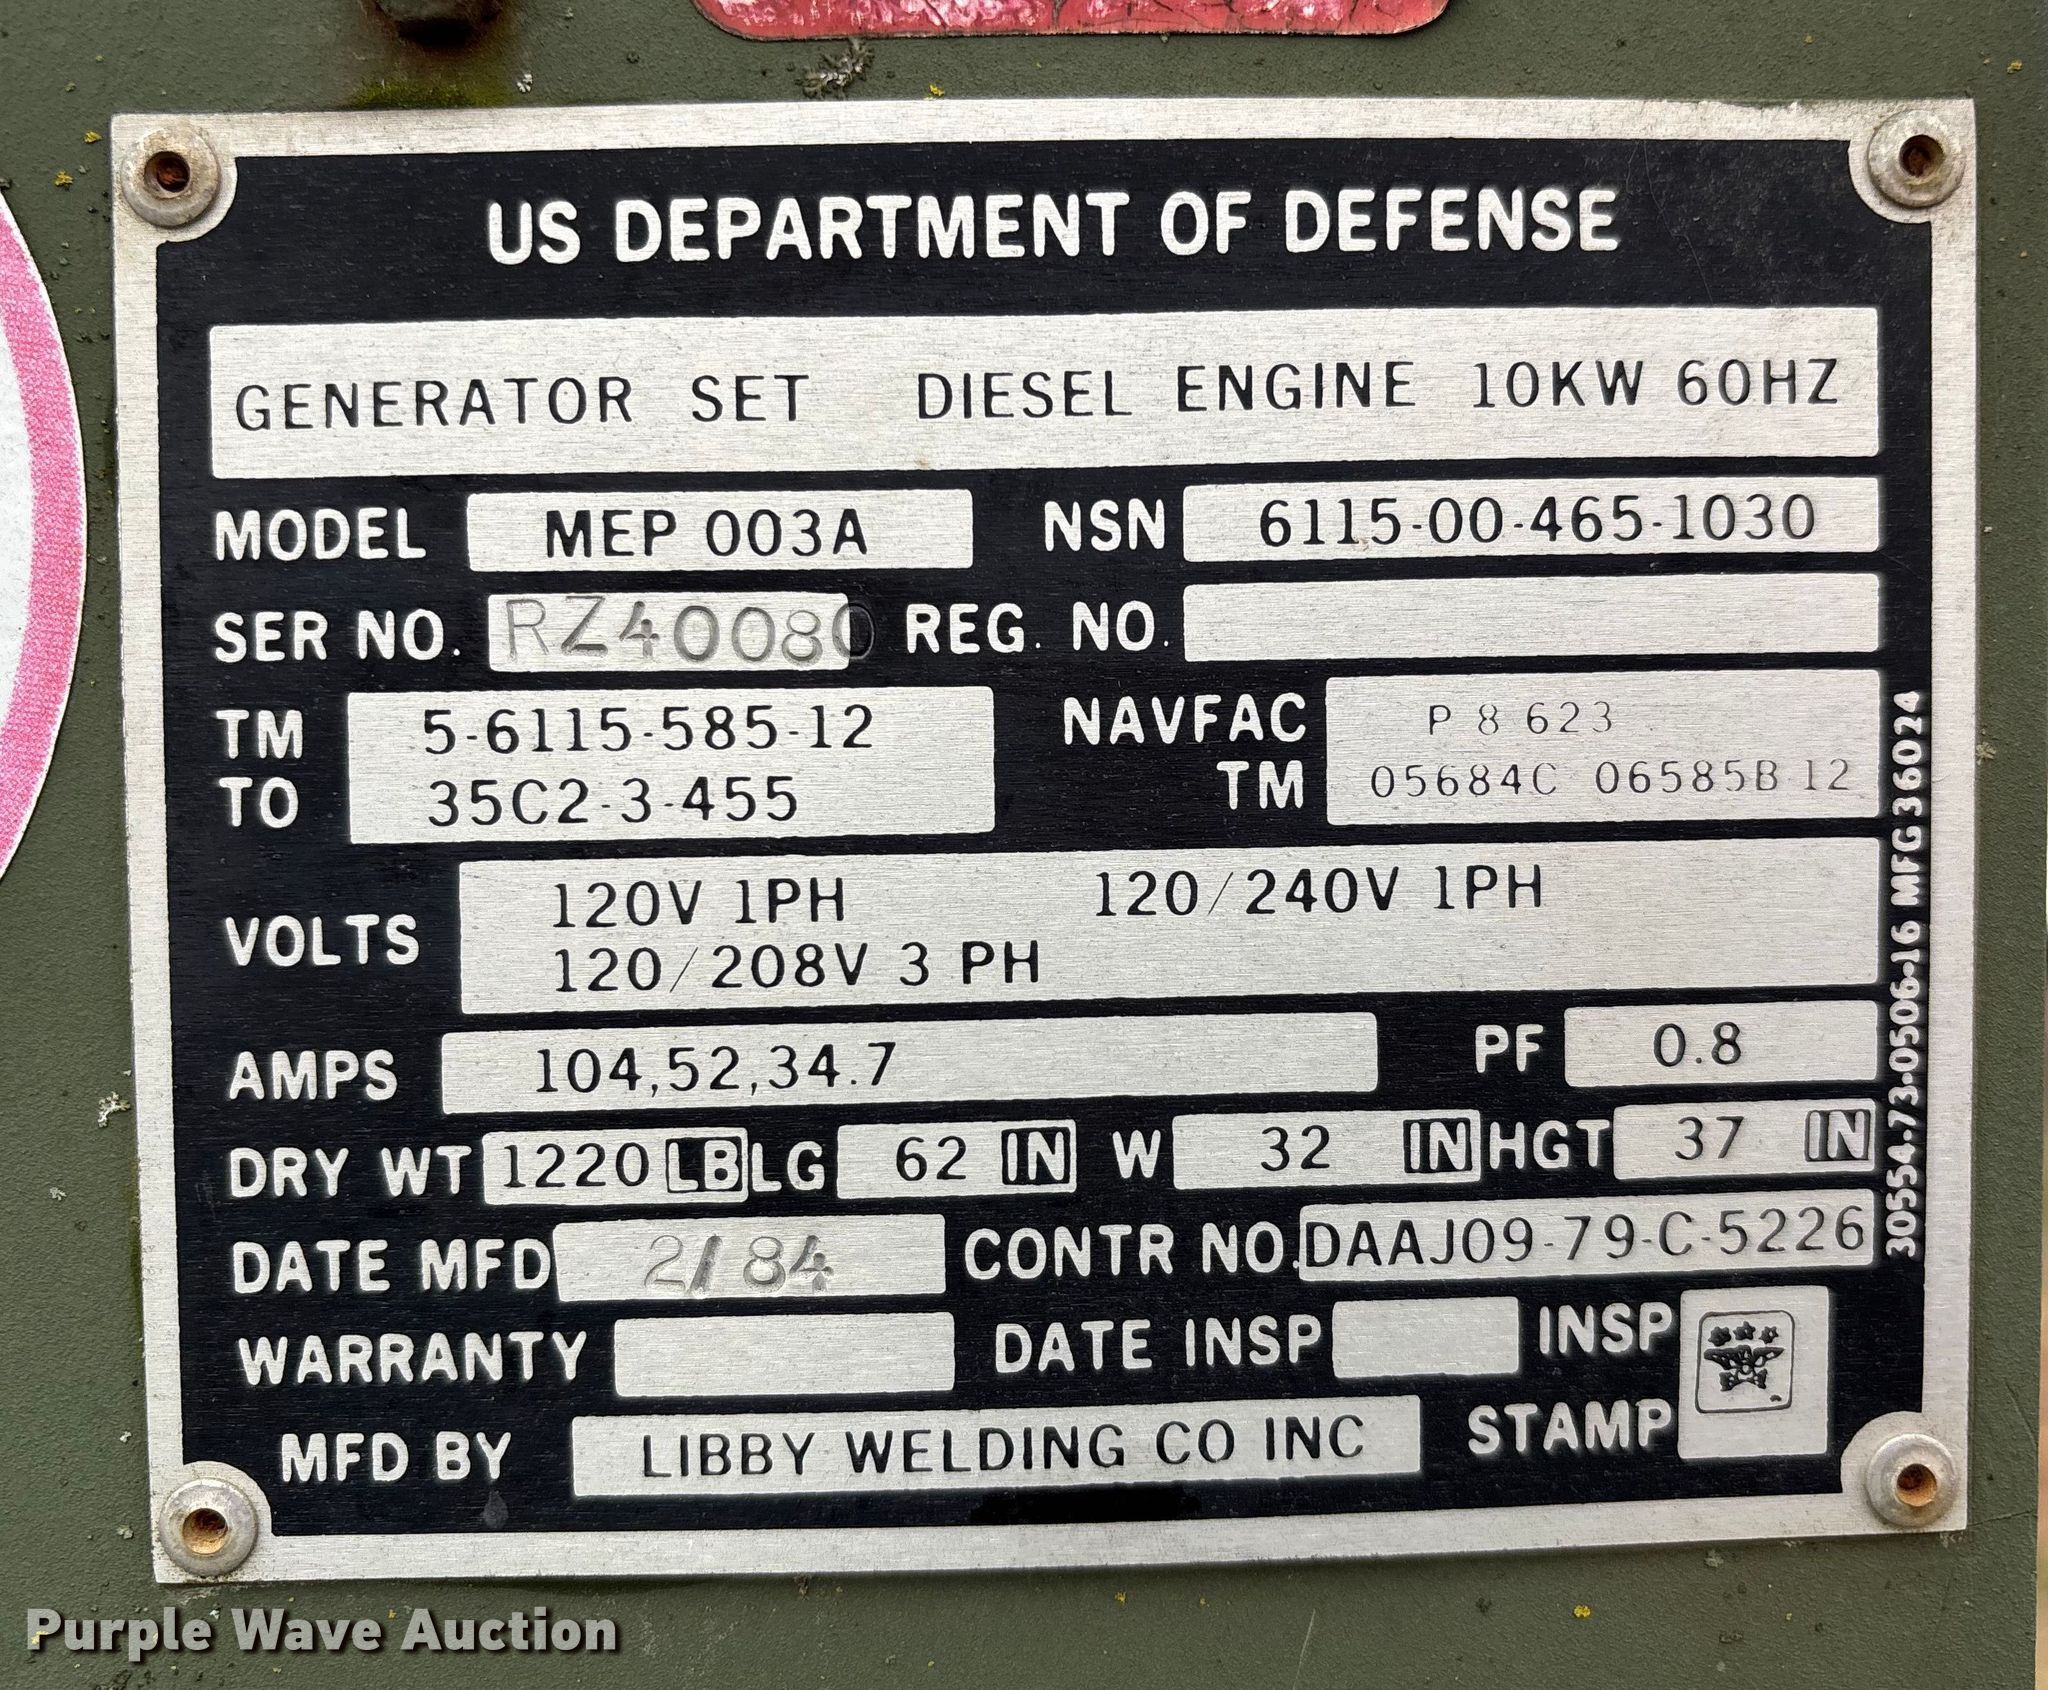 US DEPARTMENT OF DEFENSE
GENERATOR SET DIESEL ENGINE 10KW 60HZ
MODEL MEP 003A NSN 6115-00-465-1030
SER NO. RZ40080 REG. NO.
TM 5-6115-585-12 NAVFAC P 8 623
TO 35C2-3-455 TM 05684C 06585B 12
VOLTS 120V 1PH 120/240V 1PH
120/208V 3 PH
AMPS 104,52,34.7 PF 0.8
DRY WT 1220 LB LG 62 IN W 32 IN HGT 37 IN
DATE MFD 2/84 CONTR NO. DAAJ09-79-C-5226
WARRANTY DATE INSP INSP STAMP
MFD BY LIBBY WELDING CO INC
30554-73-0506-16 MFG 36024
Purple Wave Auction